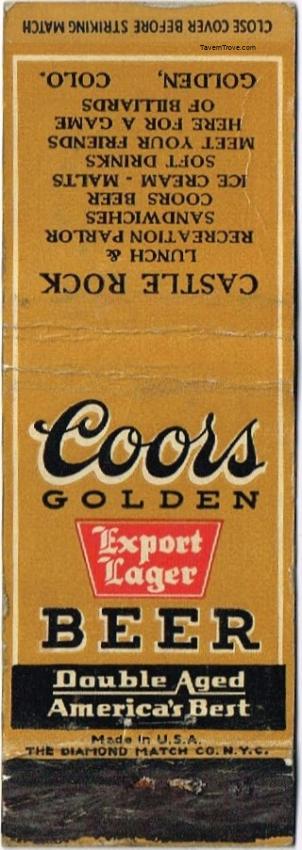 CLOSE COVER BEFORE STRIKING MATCH
TavernTrove.com
CASTLE ROCK
LUNCH &
RECREATION PARLOR
SANDWICHES
COORS BEER
ICE CREAM - MALTS
SOFT DRINKS
MEET YOUR FRIENDS
HERE FOR A GAME
OF BILLIARDS
GOLDEN, COLO.
Coors
GOLDEN
Export
Lager
BEER
Double Aged
America's Best
Made in U.S.A.
THE DIAMOND MATCH CO. N.Y.C.